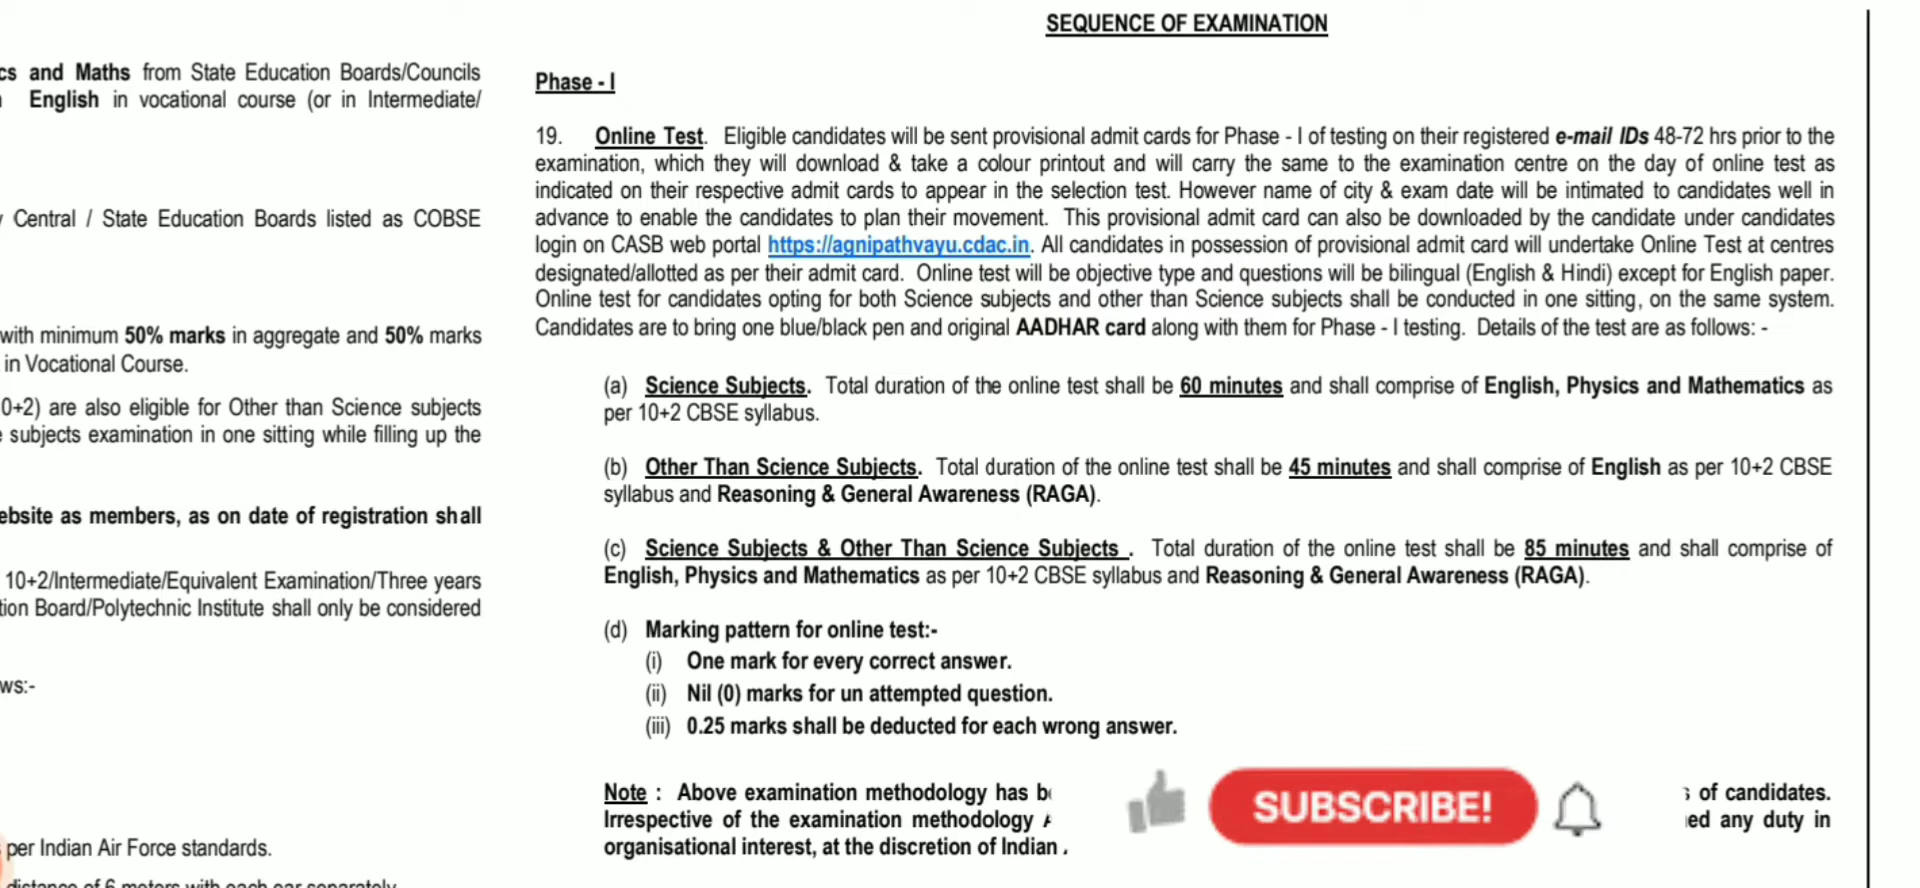 cs and Maths from State Education Boards/Councils
English in vocational course (or in Intermediate/
Central / State Education Boards listed as COBSE
with minimum 50% marks in aggregate and 50% marks
in Vocational Course.
0+2) are also eligible for Other than Science subjects
subjects examination in one sitting while filling up the
ebsite as members, as on date of registration shall
10+2/Intermediate/Equivalent Examination/Three years
tion Board/Polytechnic Institute shall only be considered
ws:-
per Indian Air Force standards.
distance of 6 meters with each ear separately
SEQUENCE OF EXAMINATION
Phase - I
19. Online Test. Eligible candidates will be sent provisional admit cards for Phase - I of testing on their registered e-mail IDs 48-72 hrs prior to the
examination, which they will download & take a colour printout and will carry the same to the examination centre on the day of online test as
indicated on their respective admit cards to appear in the selection test. However name of city & exam date will be intimated to candidates well in
advance to enable the candidates to plan their movement. This provisional admit card can also be downloaded by the candidate under candidates
login on CASB web portal https://agnipathvayu.cdac.in. All candidates in possession of provisional admit card will undertake Online Test at centres
designated/allotted as per their admit card. Online test will be objective type and questions will be bilingual (English & Hindi) except for English paper.
Online test for candidates opting for both Science subjects and other than Science subjects shall be conducted in one sitting, on the same system.
Candidates are to bring one blue/black pen and original AADHAR card along with them for Phase - I testing. Details of the test are as follows: -
(a) Science Subjects. Total duration of the online test shall be 60 minutes and shall comprise of English, Physics and Mathematics as
per 10+2 CBSE syllabus.
(b) Other Than Science Subjects. Total duration of the online test shall be 45 minutes and shall comprise of English as per 10+2 CBSE
syllabus and Reasoning & General Awareness (RAGA).
(c) Science Subjects & Other Than Science Subjects . Total duration of the online test shall be 85 minutes and shall comprise of
English, Physics and Mathematics as per 10+2 CBSE syllabus and Reasoning & General Awareness (RAGA).
(d) Marking pattern for online test:-
(i) One mark for every correct answer.
(ii) Nil (0) marks for un attempted question.
(iii) 0.25 marks shall be deducted for each wrong answer.
Note : Above examination methodology has of candidates.
Irrespective of the examination methodology ed any duty in
organisational interest, at the discretion of Indian
SUBSCRIBE!